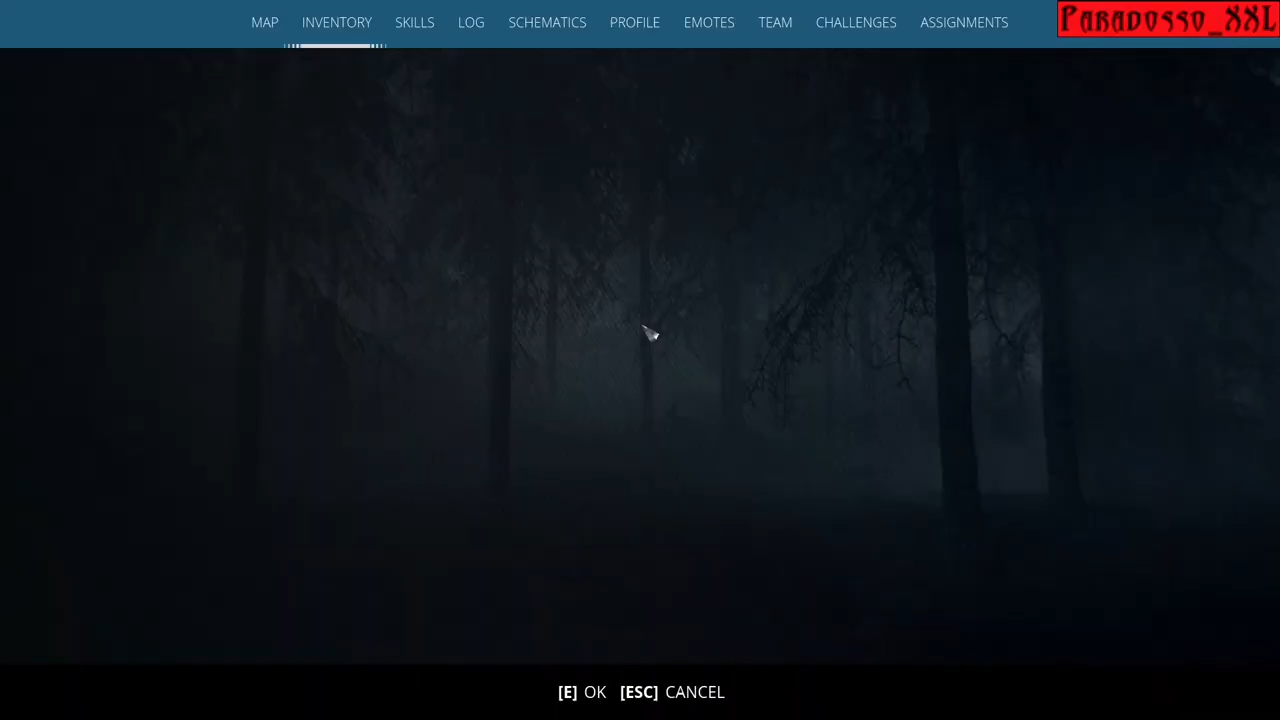 MAP INVENTORY SKILLS LOG SCHEMATICS PROFILE EMOTES TEAM CHALLENGES ASSIGNMENTS
Paradosso_XXL
[E] OK [ESC] CANCEL